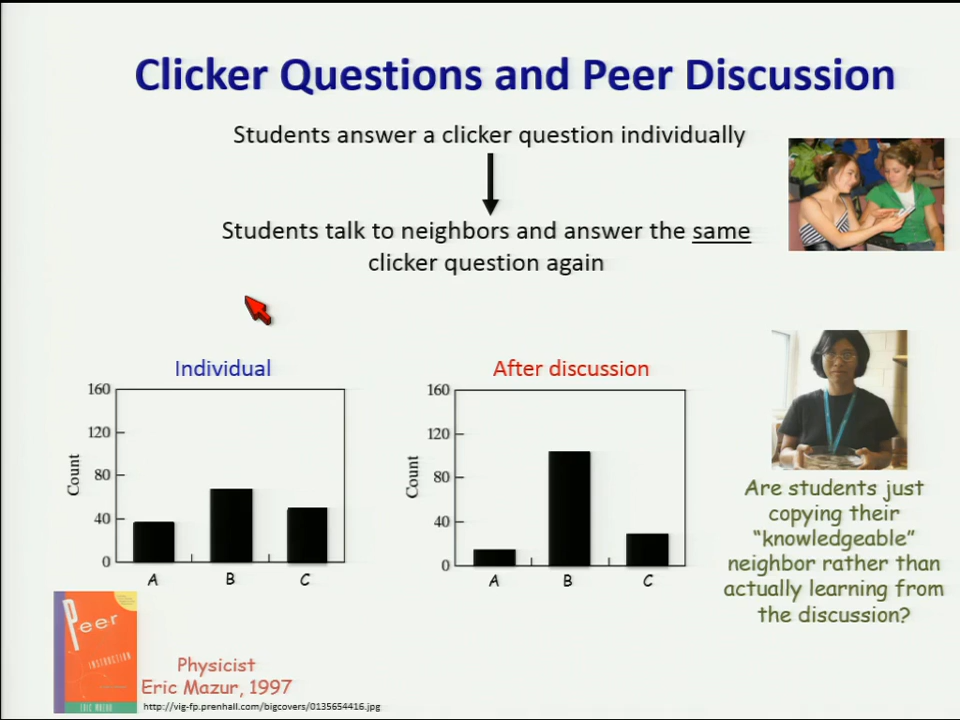 Clicker Questions and Peer Discussion
Students answer a clicker question individually
Students talk to neighbors and answer the same
clicker question again
Individual
160
120
80
40
0
Count
A B C
After discussion
160
120
80
40
0
Count
A B C
Are students just
copying their
“knowledgeable”
neighbor rather than
actually learning from
the discussion?
Peer
INSTRUCTION
ERIC MAZUR
Physicist
Eric Mazur, 1997
http://vig-fp.prenhall.com/bigcovers/0135654416.jpg